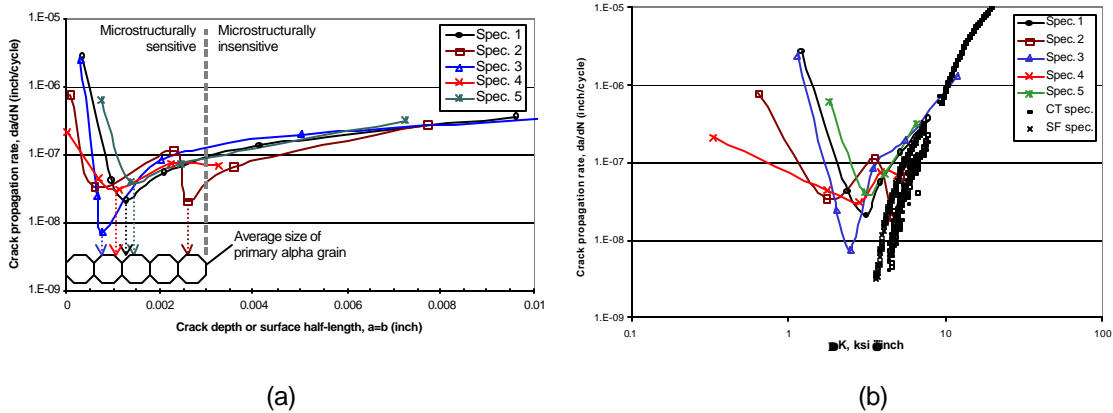 (a)
1.E-05
1.E-06
1.E-07
1.E-08
1.E-09
Crack propagation rate, da/dN (inch/cycle)
Microstructurally
sensitive
Microstructurally
insensitive
Spec. 1
Spec. 2
Spec. 3
Spec. 4
Spec. 5
Average size of
primary alpha grain
0
0.002
0.004
0.006
0.008
0.01
Crack depth or surface half-length, a=b (inch)
(a)
(b)
1.E-05
1.E-06
1.E-07
1.E-08
1.E-09
Crack propagation rate, da/dN (inch/cycle)
Spec. 1
Spec. 2
Spec. 3
Spec. 4
Spec. 5
CT spec.
SF spec.
0.1
1
10
100
K, ksi inch
(b)